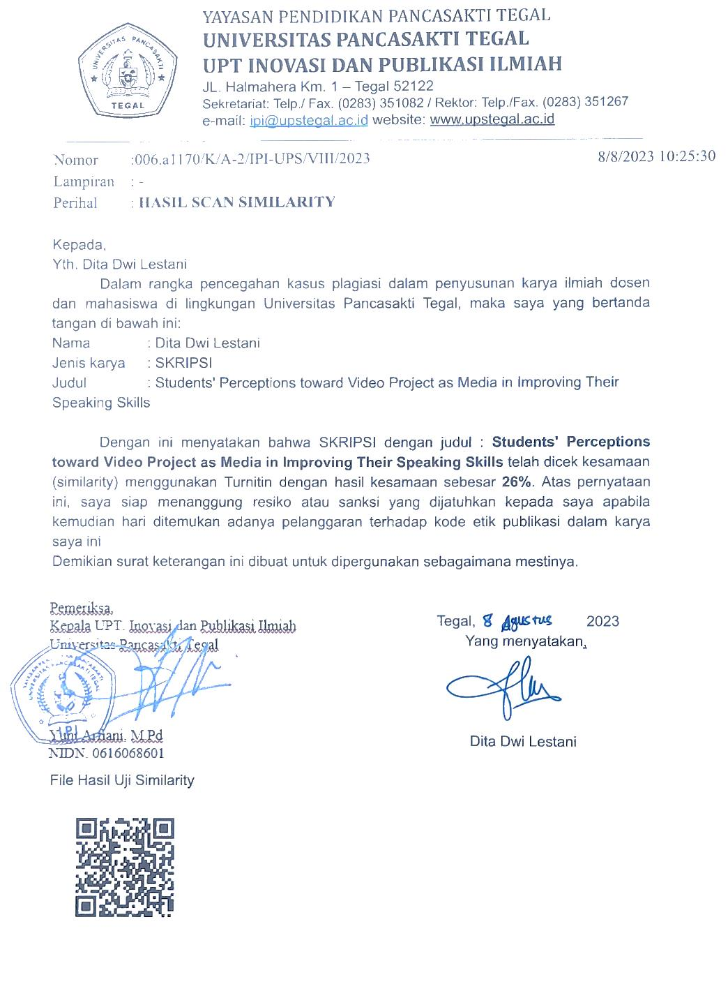 YAYASAN PENDIDIKAN PANCASAKTI TEGAL
UNIVERSITAS PANCASAKTI TEGAL
UPT INOVASI DAN PUBLIKASI ILMIAH
JL. Halmahera Km. 1 – Tegal 52122
Sekretariat: Telp./ Fax. (0283) 351082 / Rektor: Telp./Fax. (0283) 351267
e-mail: ipi@upstegal.ac.id website: www.upstegal.ac.id
UNIVERSITAS PANCASAKTI
TEGAL
Nomor :006.a1170/K/A-2/IPI-UPS/VIII/2023 8/8/2023 10:25:30
Lampiran : -
Perihal : HASIL SCAN SIMILARITY
Kepada,
Yth. Dita Dwi Lestani
Dalam rangka pencegahan kasus plagiasi dalam penyusunan karya ilmiah dosen
dan mahasiswa di lingkungan Universitas Pancasakti Tegal, maka saya yang bertanda
tangan di bawah ini:
Nama : Dita Dwi Lestani
Jenis karya : SKRIPSI
Judul : Students' Perceptions toward Video Project as Media in Improving Their
Speaking Skills
Dengan ini menyatakan bahwa SKRIPSI dengan judul : Students' Perceptions
toward Video Project as Media in Improving Their Speaking Skills telah dicek kesamaan
(similarity) menggunakan Turnitin dengan hasil kesamaan sebesar 26%. Atas pernyataan
ini, saya siap menanggung resiko atau sanksi yang dijatuhkan kepada saya apabila
kemudian hari ditemukan adanya pelanggaran terhadap kode etik publikasi dalam karya
saya ini
Demikian surat keterangan ini dibuat untuk dipergunakan sebagaimana mestinya.
Pemeriksa,
Kepala UPT. Inovasi dan Publikasi Ilmiah
Universitas Pancasakti Tegal
Tegal, 8 Agustus 2023
Yang menyatakan,
IPI
Yuni Arfiani, M.Pd
NIDN. 0616068601
Dita Dwi Lestani
File Hasil Uji Similarity